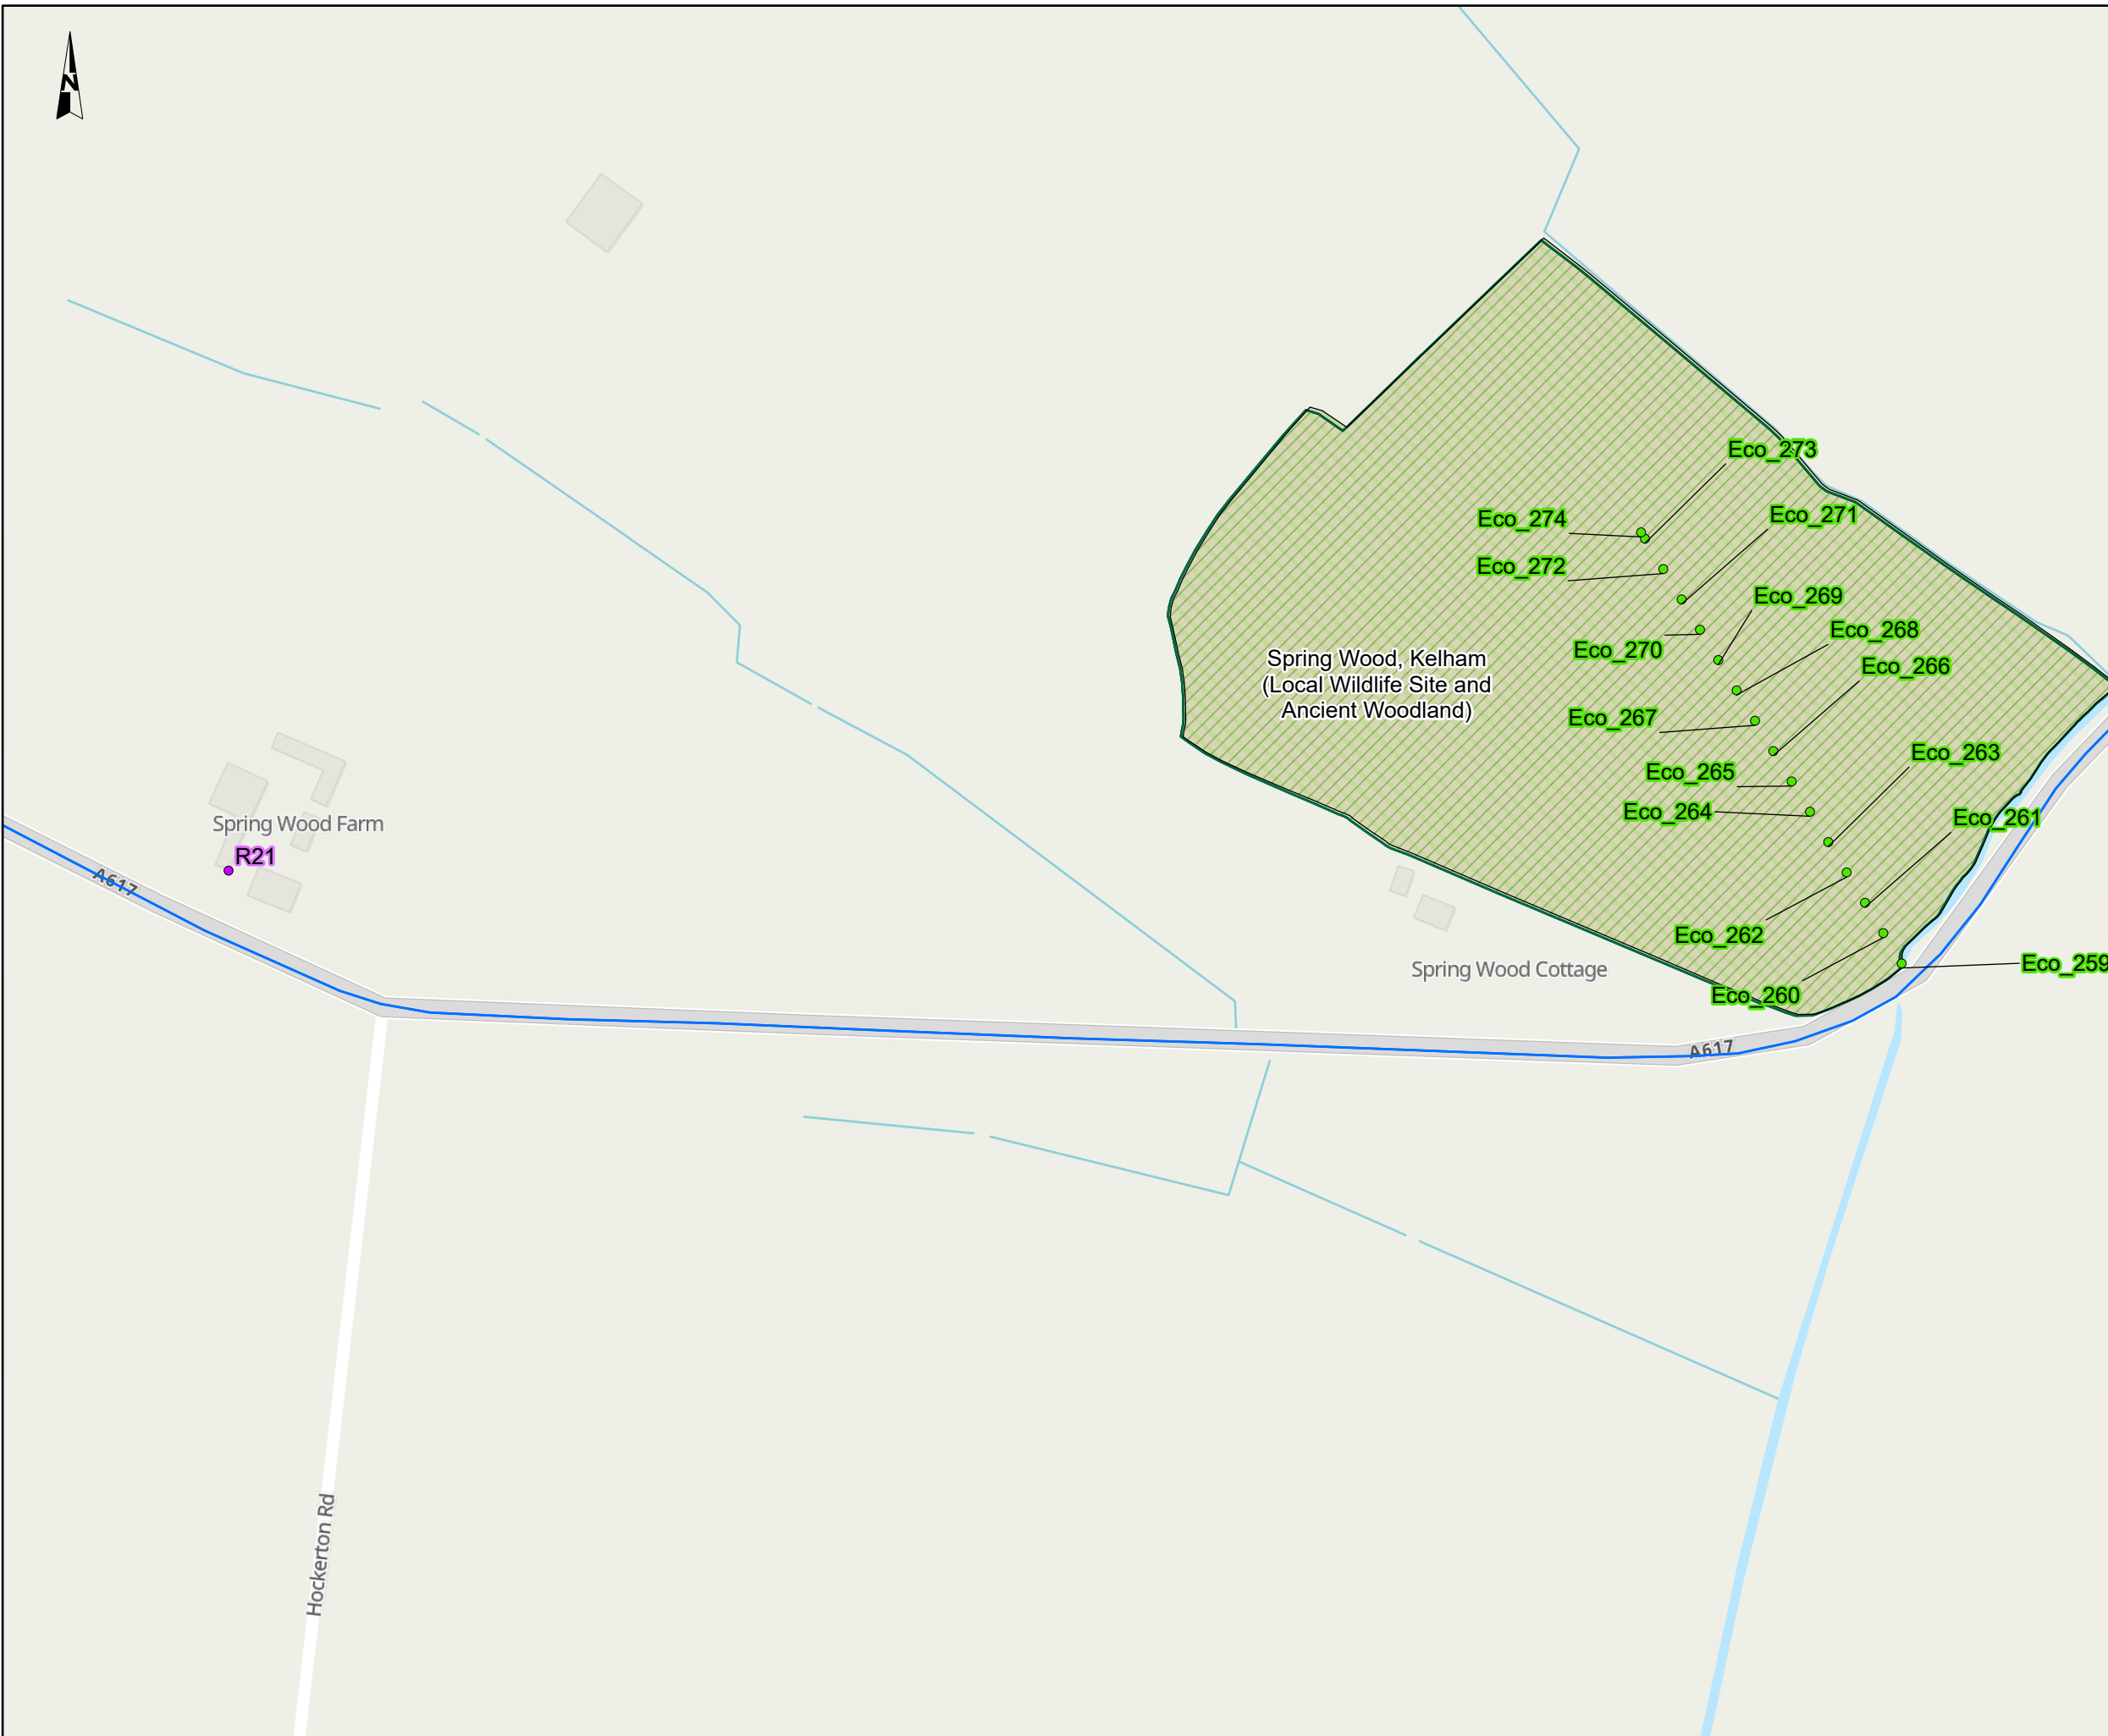 N
Eco_273
Eco_274
Eco_271
Eco_272
Eco_269
Eco_268
Eco_270
Eco_266
Spring Wood, Kelham
(Local Wildlife Site and
Ancient Woodland)
Eco_267
Eco_263
Eco_265
Eco_264
Eco_261
Spring Wood Farm
R21
A617
Eco_262
Eco_259
Spring Wood Cottage
Eco_260
A617
Hockerton Rd